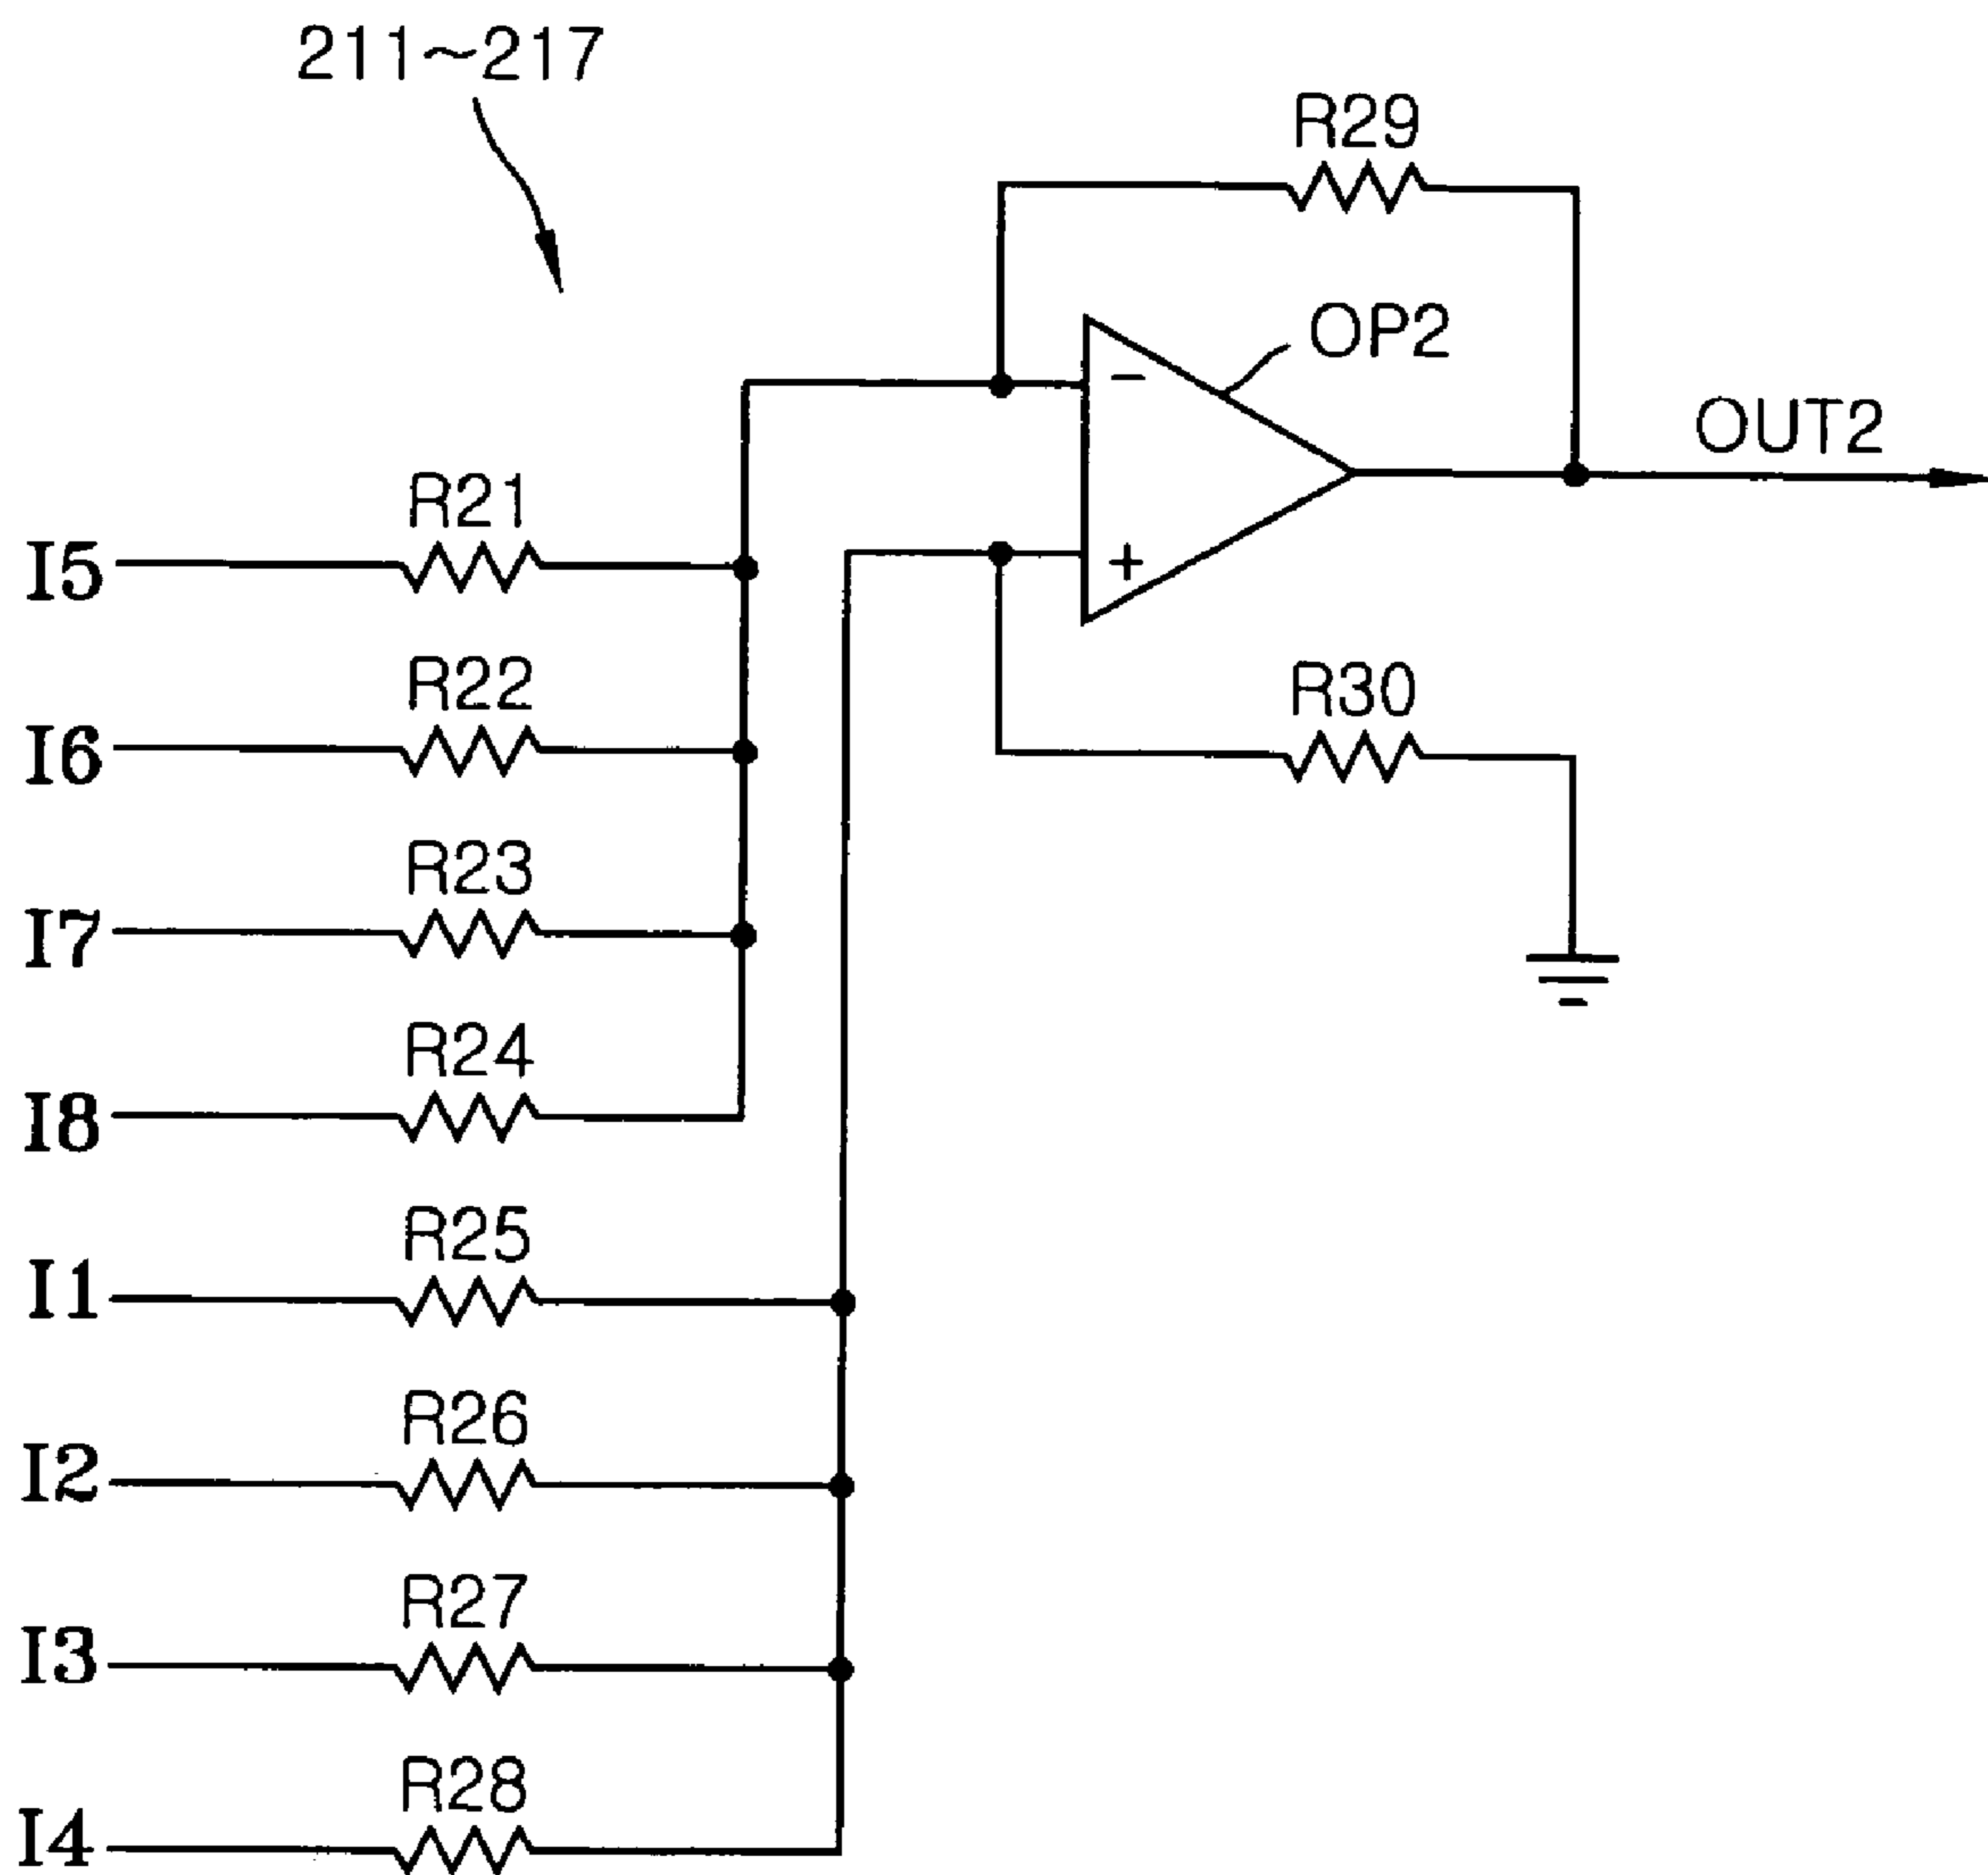 211~217
R29
OP2
OUT2
R21
I5
-
+
R22
I6
R30
R23
I7
R24
I8
R25
I1
R26
I2
R27
I3
R28
I4